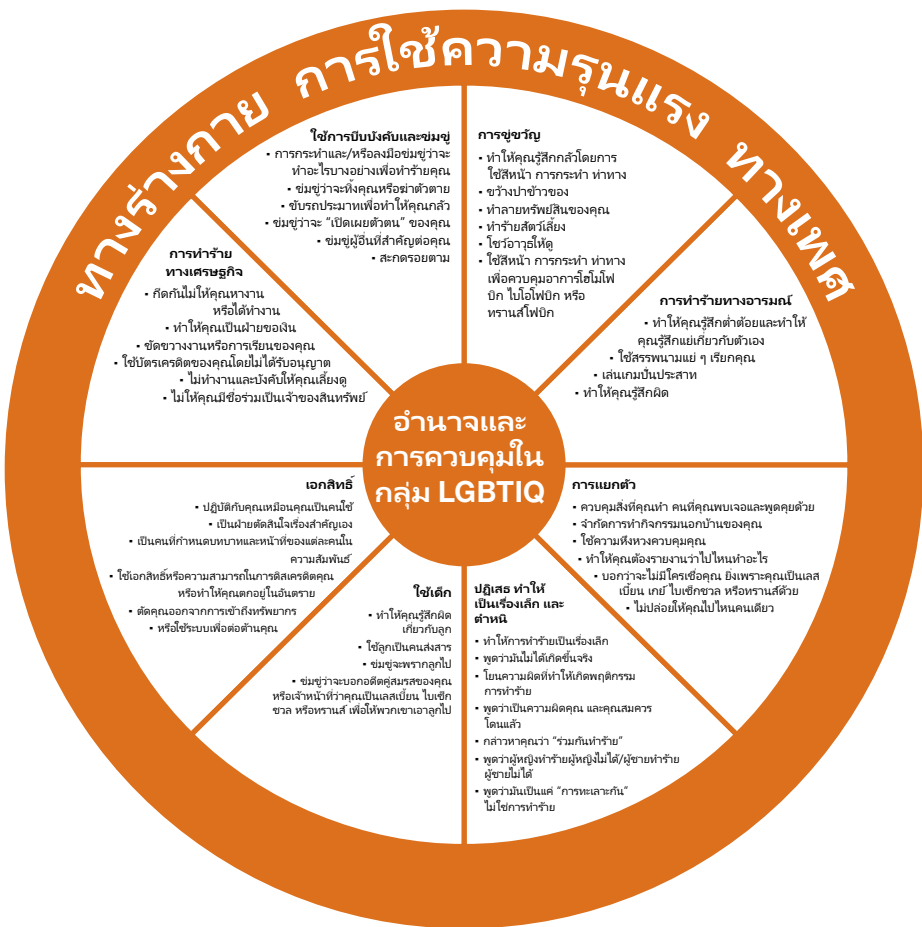 ทางร่างกาย การใช้ความรุนแรง ทางเพศ
ใช้การบีบบังคับและข่มขู่
▪ การกระทำและ/หรือลงมือข่มขู่ว่าจะ
ทำอะไรบางอย่างเพื่อทำร้ายคุณ
▪ ข่มขู่ว่าจะทิ้งคุณหรือฆ่าตัวตาย
▪ ขับรถประมาทเพื่อทำให้คุณกลัว
▪ ข่มขู่ว่าจะ “เปิดเผยตัวตน” ของคุณ
▪ ข่มขู่ผู้อื่นที่สำคัญต่อคุณ
▪ สะกดรอยตาม
การขู่ขวัญ
▪ ทำให้คุณรู้สึกกลัวโดยการ
ใช้สีหน้า การกระทำ ท่าทาง
▪ ขว้างปาข้าวของ
▪ ทำลายทรัพย์สินของคุณ
▪ ทำร้ายสัตว์เลี้ยง
▪ โชว์อาวุธให้ดู
▪ ใช้สีหน้า การกระทำ ท่าทาง
เพื่อควบคุมอาการโฮโมโฟ
บิก ไบโอโฟบิก หรือ
ทรานส์โฟบิก
การทำร้ายทางอารมณ์
▪ ทำให้คุณรู้สึกต่ำต้อยและทำให้
คุณรู้สึกแย่เกี่ยวกับตัวเอง
▪ ใช้สรรพนามแย่ ๆ เรียกคุณ
▪ เล่นเกมปั่นประสาท
▪ ทำให้คุณรู้สึกผิด
การแยกตัว
▪ ควบคุมสิ่งที่คุณทำ คนที่คุณพบเจอและพูดคุยด้วย
▪ จำกัดการทำกิจกรรมนอกบ้านของคุณ
▪ ใช้ความหึงหวงควบคุมคุณ
▪ ทำให้คุณต้องรายงานว่าไปไหนทำอะไร
▪ บอกว่าจะไม่มีใครเชื่อคุณ ยิ่งเพราะคุณเป็นเลส
เบี้ยน เกย์ ไบเซ็กชวล หรือทรานส์ด้วย
▪ ไม่ปล่อยให้คุณไปไหนคนเดียว
ปฏิเสธ ทำให้
เป็นเรื่องเล็ก และ
ตำหนิ
▪ ทำให้การทำร้ายเป็นเรื่องเล็ก
▪ พูดว่ามันไม่ได้เกิดขึ้นจริง
▪ โยนความผิดที่ทำให้เกิดพฤติกรรม
การทำร้าย
▪ พูดว่าเป็นความผิดคุณ และคุณสมควร
โดนแล้ว
▪ กล่าวหาคุณว่า “ร่วมกันทำร้าย”
▪ พูดว่าผู้หญิงทำร้ายผู้หญิงไม่ได้/ผู้ชายทำร้าย
ผู้ชายไม่ได้
▪ พูดว่ามันเป็นแค่ “การทะเลาะกัน”
ไม่ใช่การทำร้าย
ใช้เด็ก
▪ ทำให้คุณรู้สึกผิด
เกี่ยวกับลูก
▪ ใช้ลูกเป็นคนส่งสาร
▪ ข่มขู่จะพรากลูกไป
▪ ข่มขู่ว่าจะบอกอดีตคู่สมรสของคุณ
หรือเจ้าหน้าที่ว่าคุณเป็นเลสเบี้ยน ไบเซ็ก
ชวล หรือทรานส์ เพื่อให้พวกเขาเอาลูกไป
เอกสิทธิ์
▪ ปฏิบัติกับคุณเหมือนคุณเป็นคนใช้
▪ เป็นฝ่ายตัดสินใจเรื่องสำคัญเอง
▪ เป็นคนที่กำหนดบทบาทและหน้าที่ของแต่ละคนใน
ความสัมพันธ์
▪ ใช้เอกสิทธิ์หรือความสามารถในการดิสเครดิตคุณ
หรือทำให้คุณตกอยู่ในอันตราย
▪ ตัดคุณออกจากการเข้าถึงทรัพยากร
▪ หรือใช้ระบบเพื่อต่อต้านคุณ
การทำร้าย
ทางเศรษฐกิจ
▪ กีดกันไม่ให้คุณหางาน
หรือได้ทำงาน
▪ ทำให้คุณเป็นฝ่ายขอเงิน
▪ ขัดขวางงานหรือการเรียนของคุณ
▪ ใช้บัตรเครดิตของคุณโดยไม่ได้รับอนุญาต
▪ ไม่ทำงานและบังคับให้คุณเลี้ยงดู
▪ ไม่ให้คุณมีชื่อร่วมเป็นเจ้าของสินทรัพย์
อำนาจและ
การควบคุมใน
กลุ่ม LGBTIQ